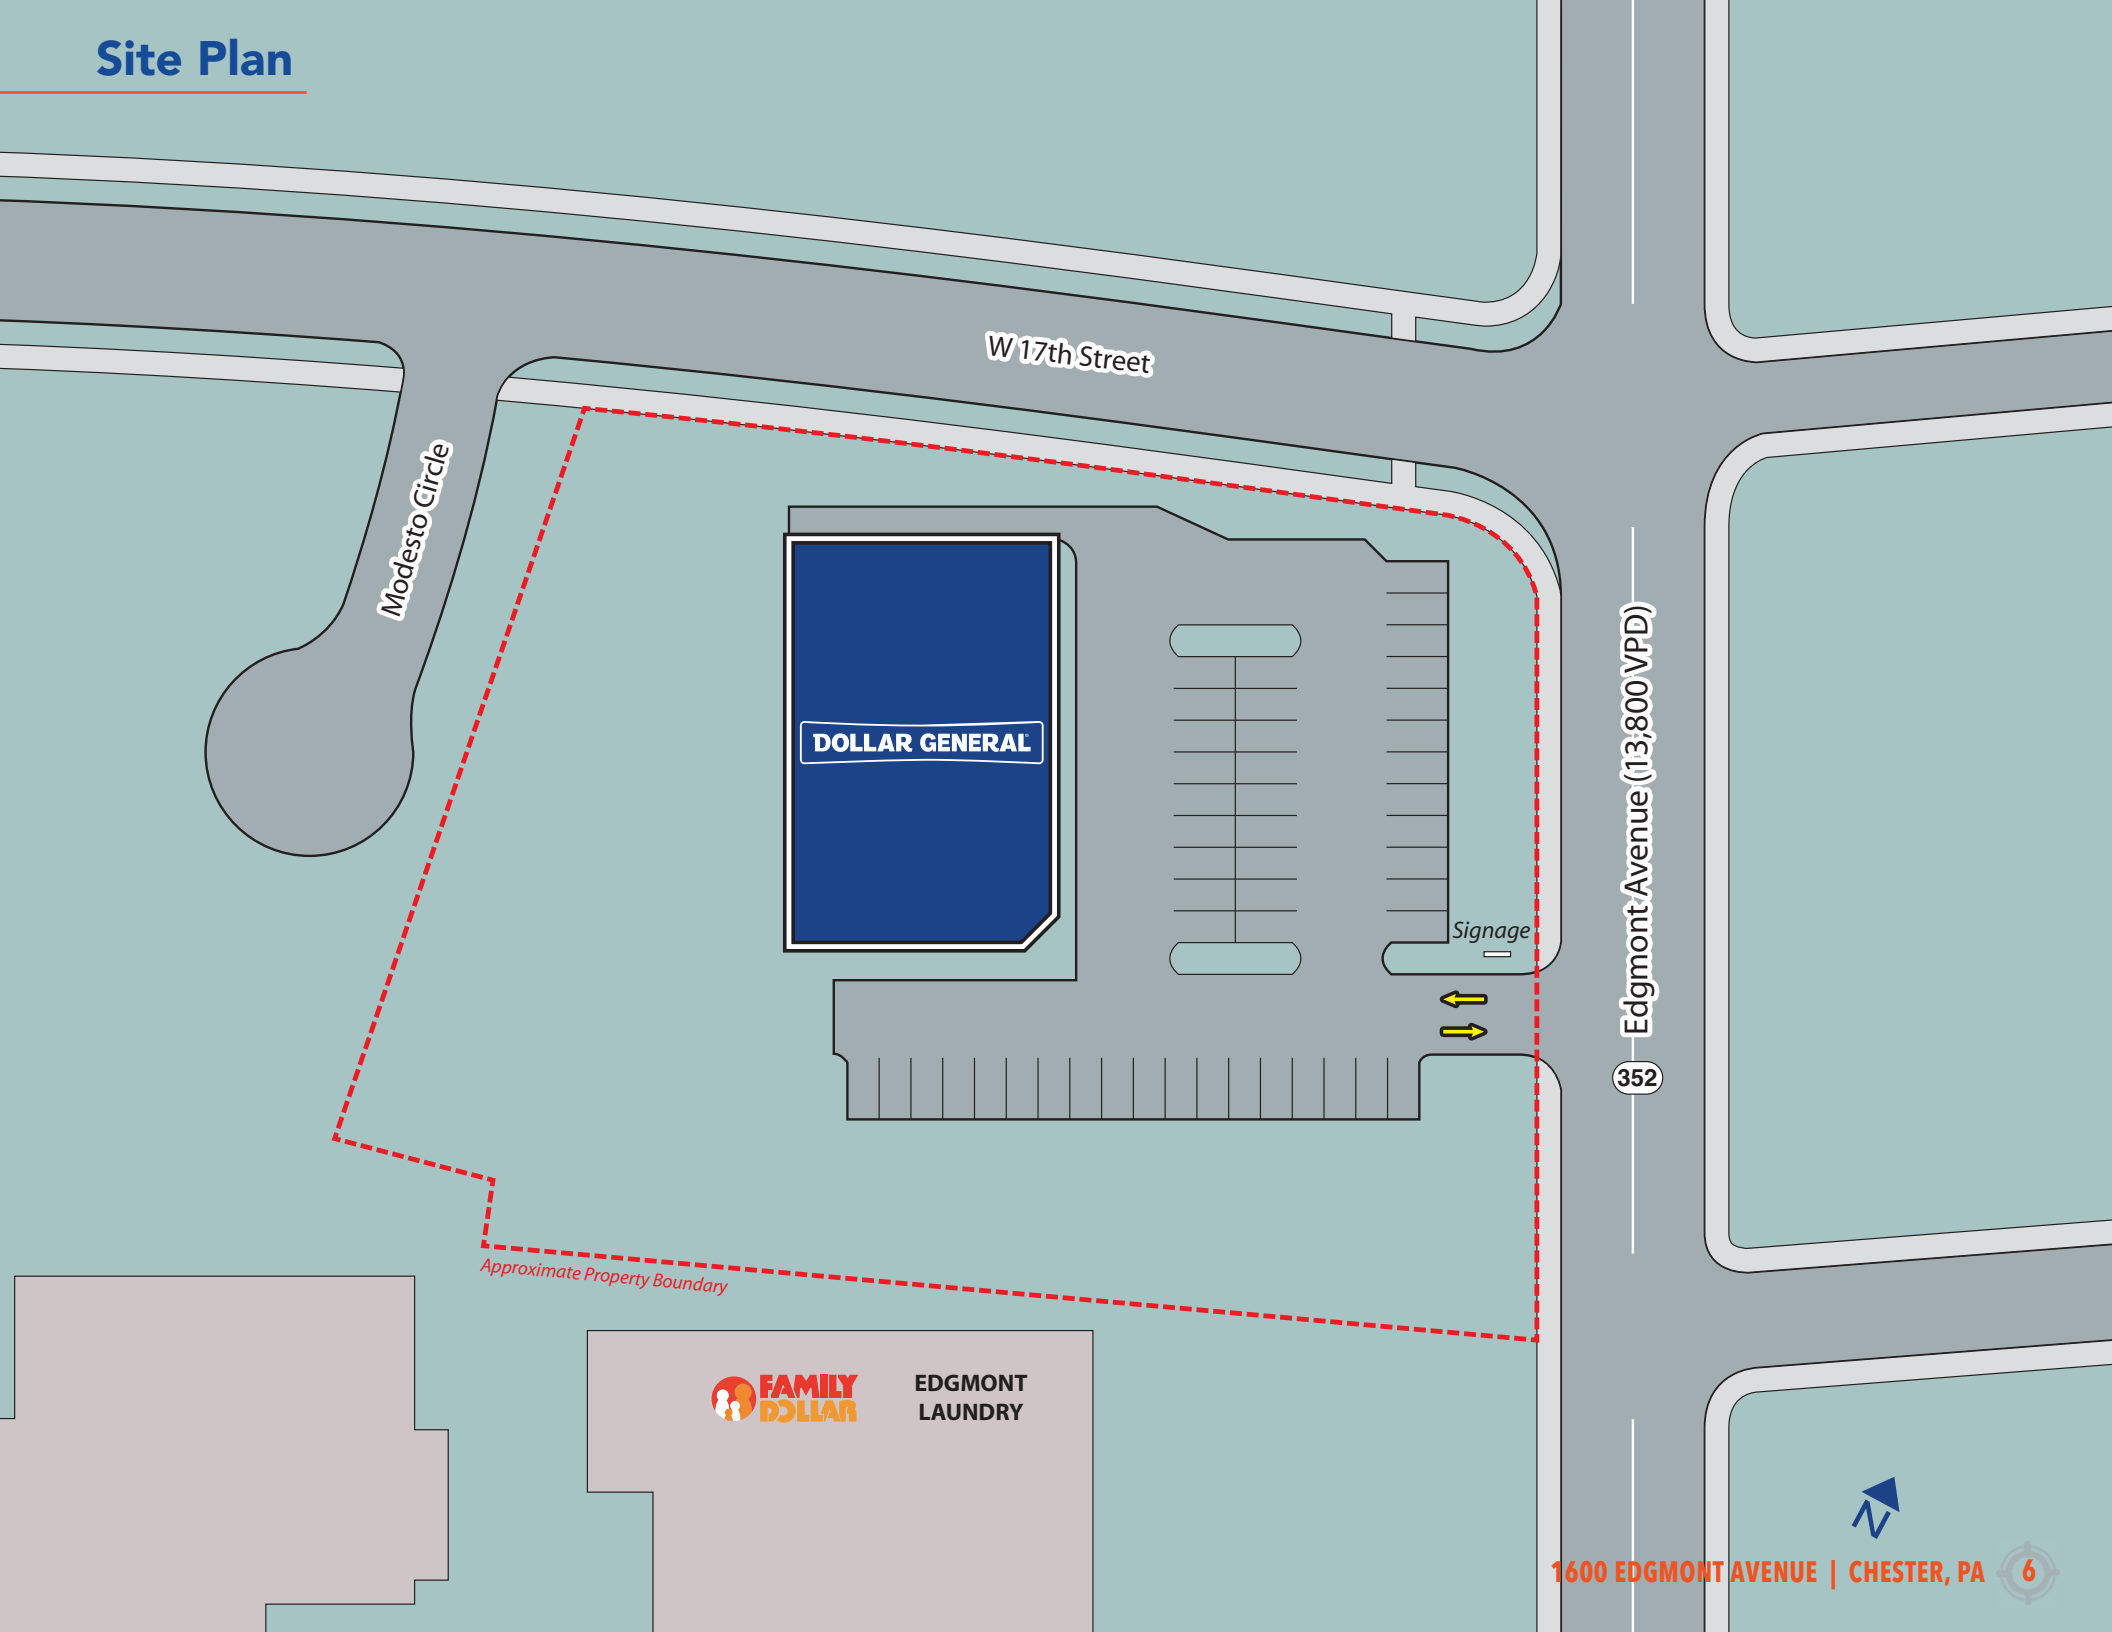 Site Plan
W 17th Street
Modesto Circle
DOLLAR GENERAL
Edgmont Avenue (13,800 VPD)
Signage
352
Approximate Property Boundary
FAMILY
DOLLAR
EDGMONT
LAUNDRY
N
1600 EDGMONT AVENUE | CHESTER, PA
6